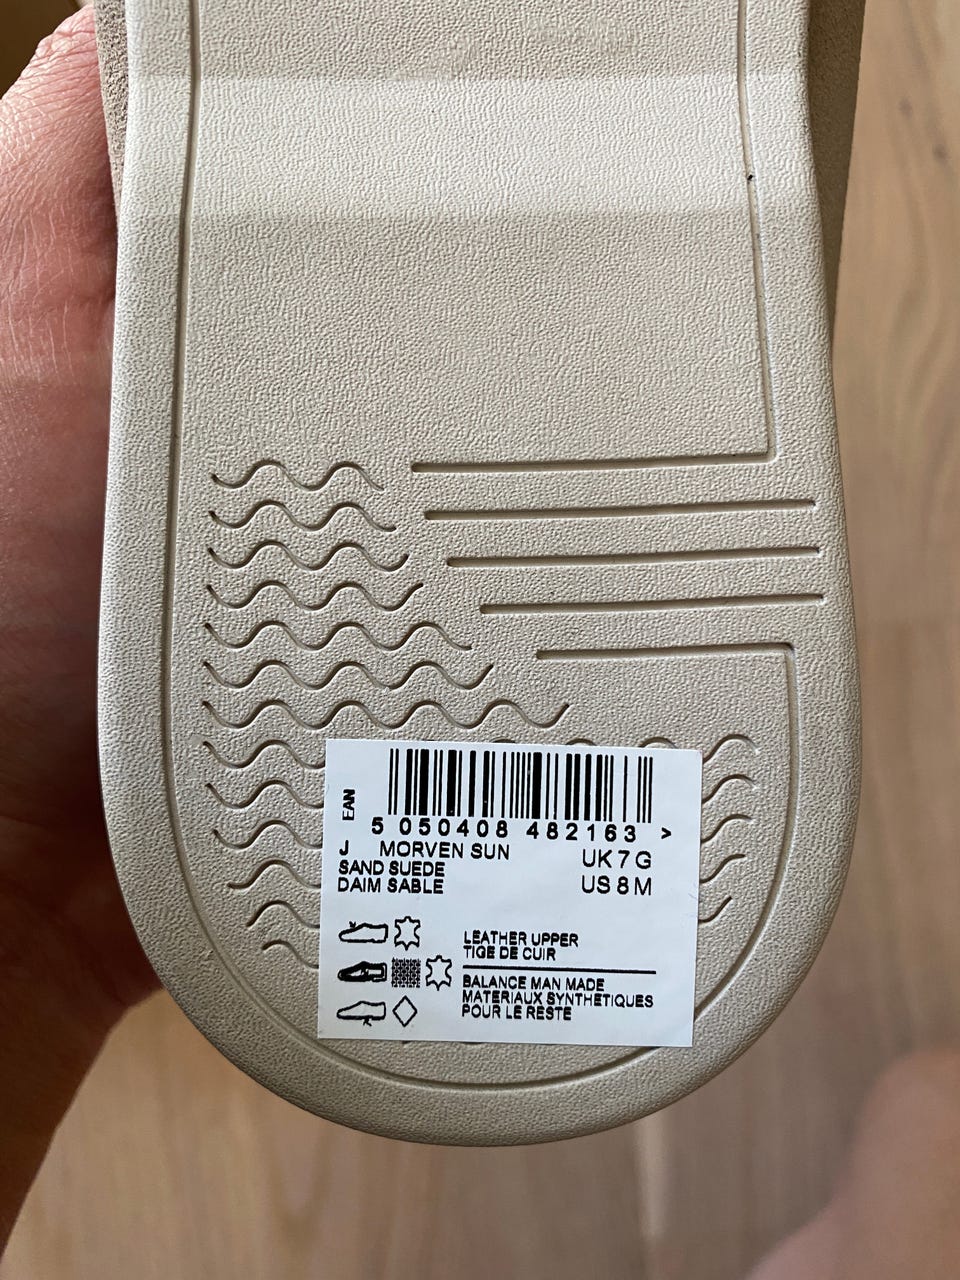 EAN
5 050408 482163 >
J MORVEN SUN UK 7 G
SAND SUEDE US 8 M
DAIM SABLE
LEATHER UPPER
TIGE DE CUIR
BALANCE MAN MADE
MATERIAUX SYNTHETIQUES
POUR LE RESTE